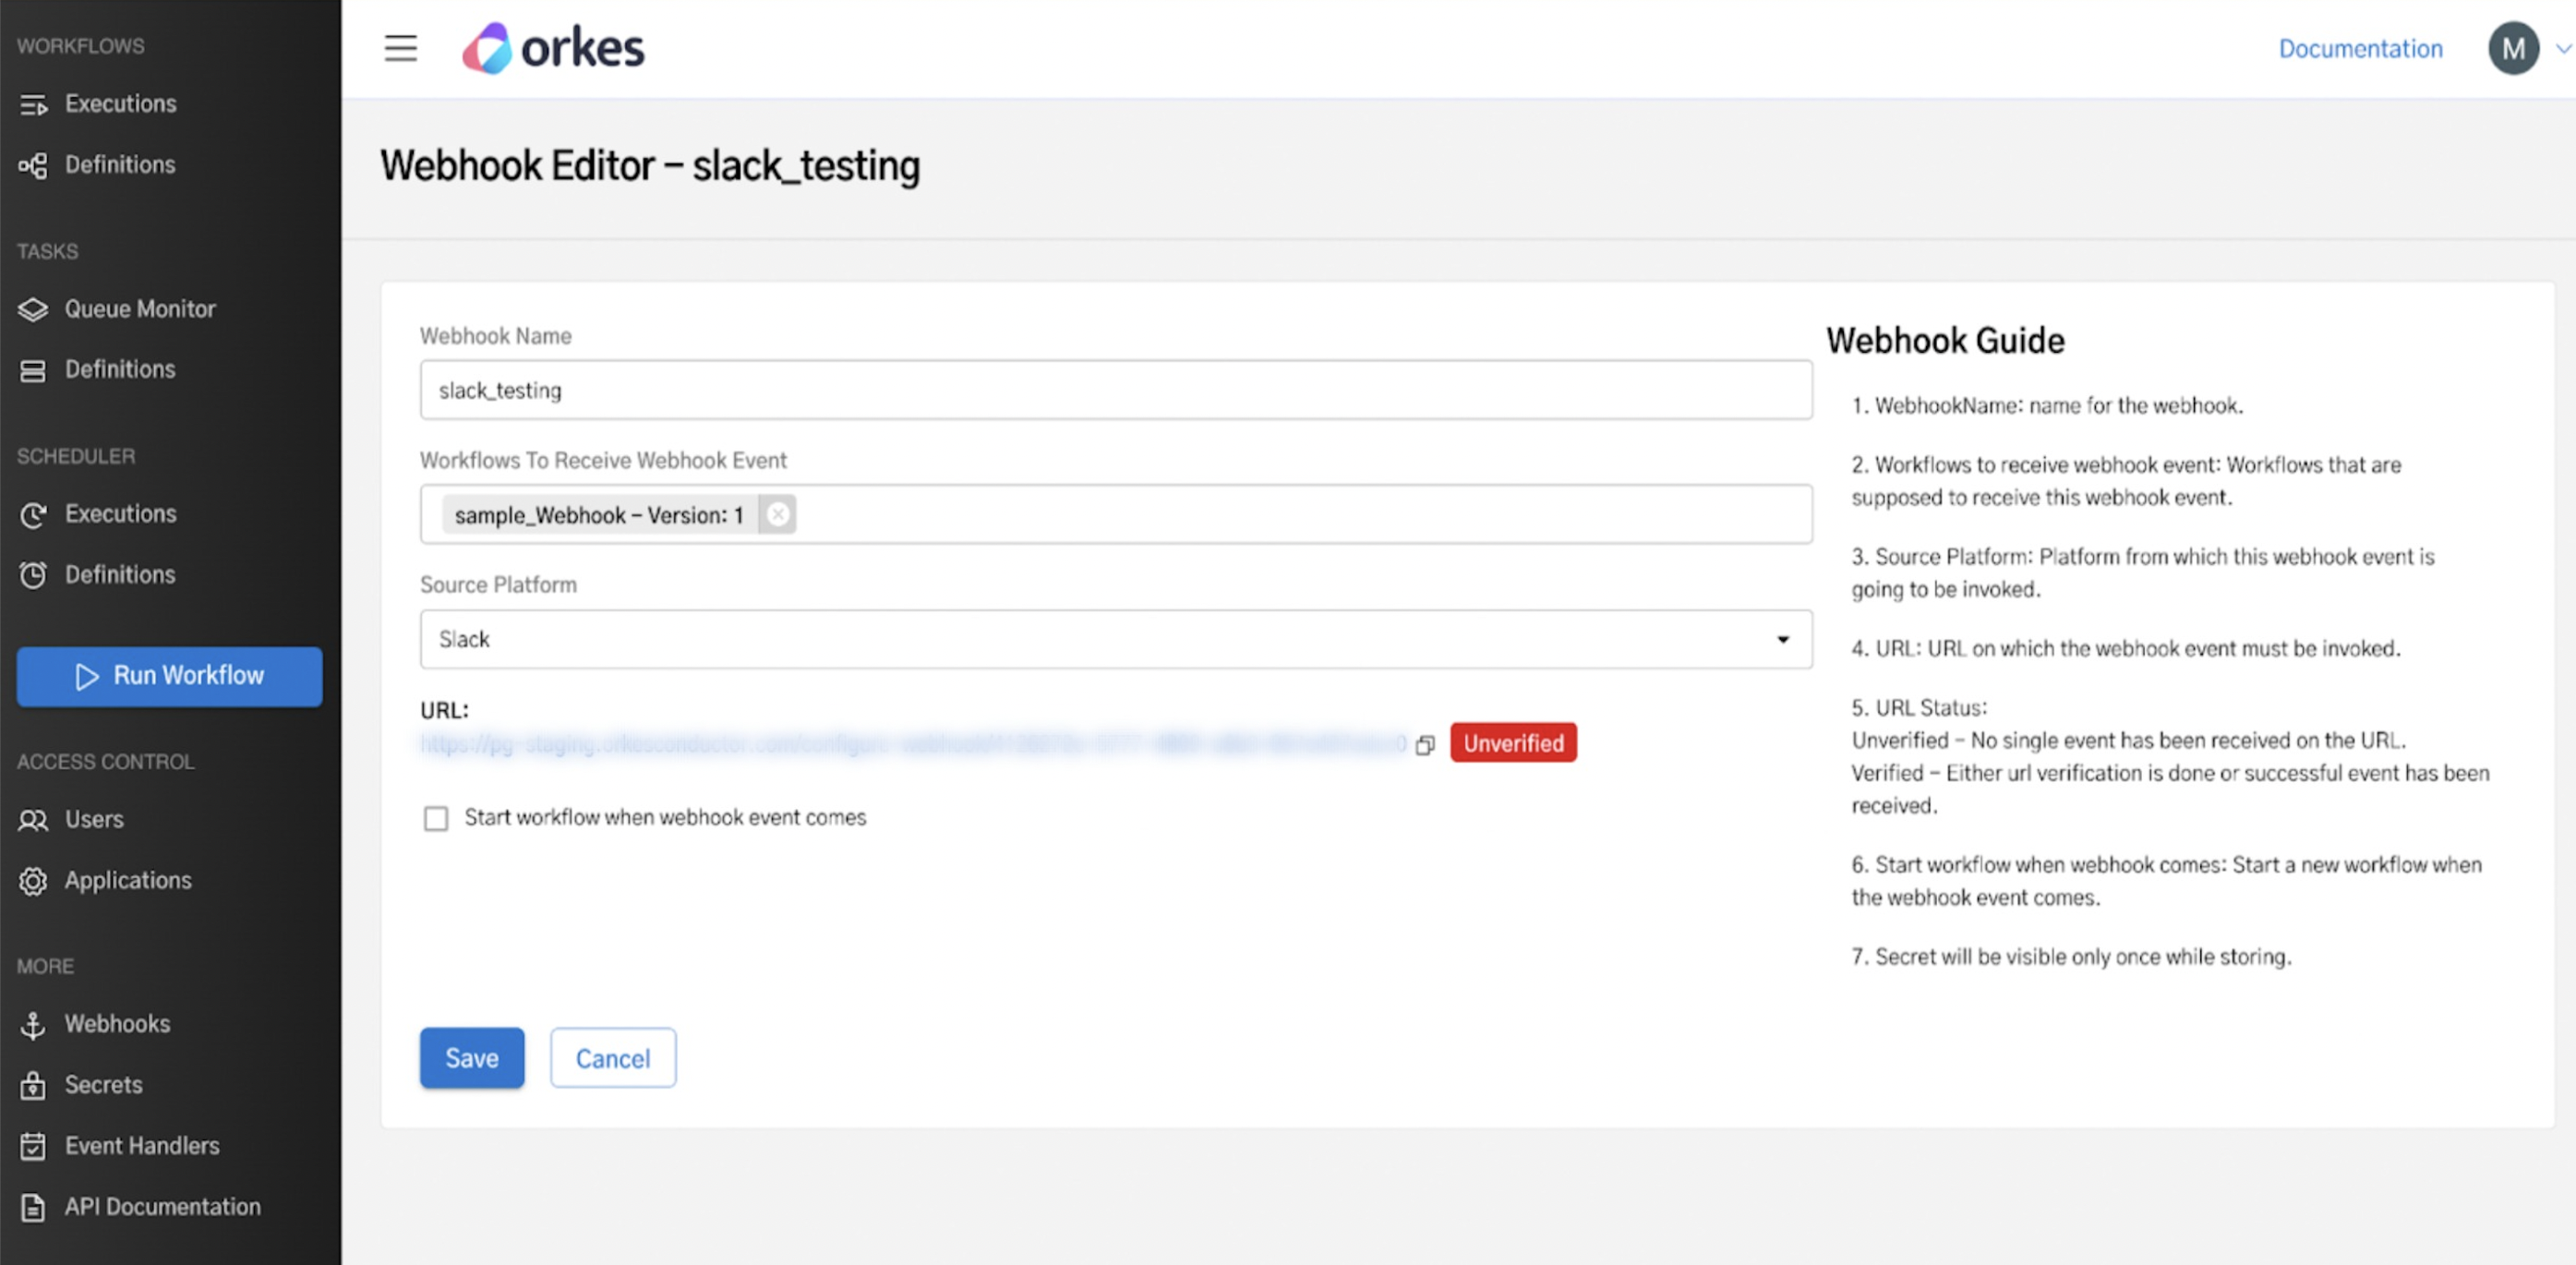 WORKFLOWS
Executions
Definitions
TASKS
Queue Monitor
Definitions
SCHEDULER
Executions
Definitions
Run Workflow
ACCESS CONTROL
Users
Applications
MORE
Webhooks
Secrets
Event Handlers
API Documentation
orkes
Documentation
M
Webhook Editor – slack_testing
Webhook Name
slack_testing
Workflows To Receive Webhook Event
sample_Webhook – Version: 1
Source Platform
Slack
URL:
Unverified
Start workflow when webhook event comes
Save
Cancel
Webhook Guide
1. WebhookName: name for the webhook.
2. Workflows to receive webhook event: Workflows that are
supposed to receive this webhook event.
3. Source Platform: Platform from which this webhook event is
going to be invoked.
4. URL: URL on which the webhook event must be invoked.
5. URL Status:
Unverified – No single event has been received on the URL.
Verified – Either url verification is done or successful event has been
received.
6. Start workflow when webhook comes: Start a new workflow when
the webhook event comes.
7. Secret will be visible only once while storing.